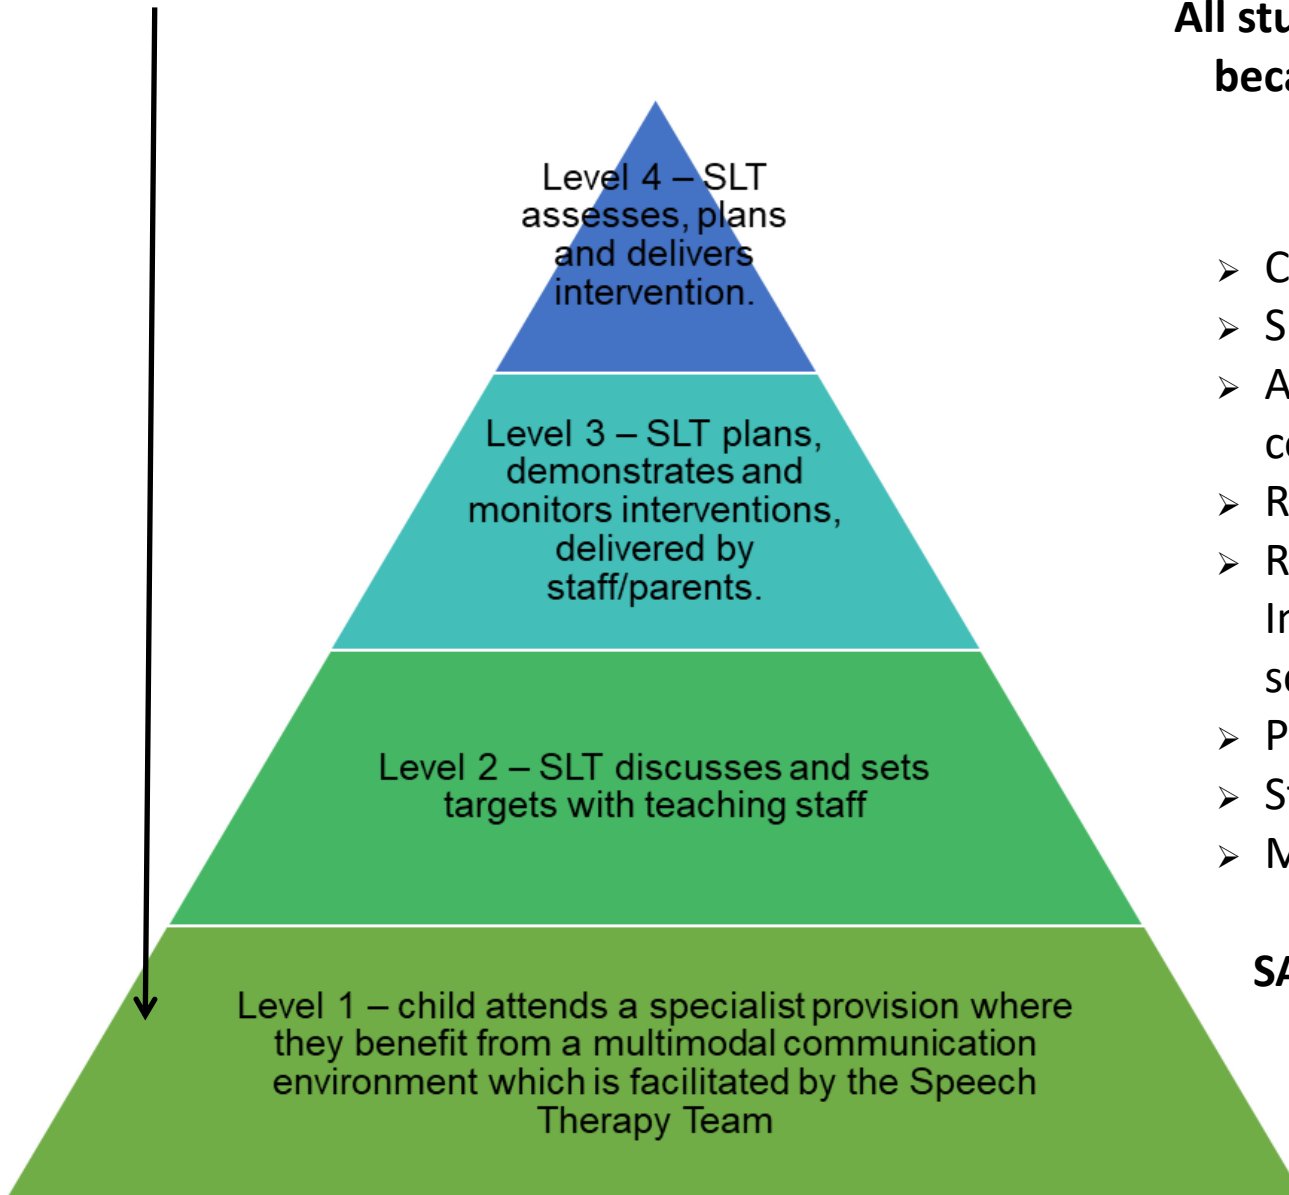 All stu
beca
Level 4 – SLT
assesses, plans
and delivers
intervention.
Level 3 – SLT plans,
demonstrates and
monitors interventions,
delivered by
staff/parents.
Level 2 – SLT discusses and sets
targets with teaching staff
Level 1 – child attends a specialist provision where
they benefit from a multimodal communication
environment which is facilitated by the Speech
Therapy Team